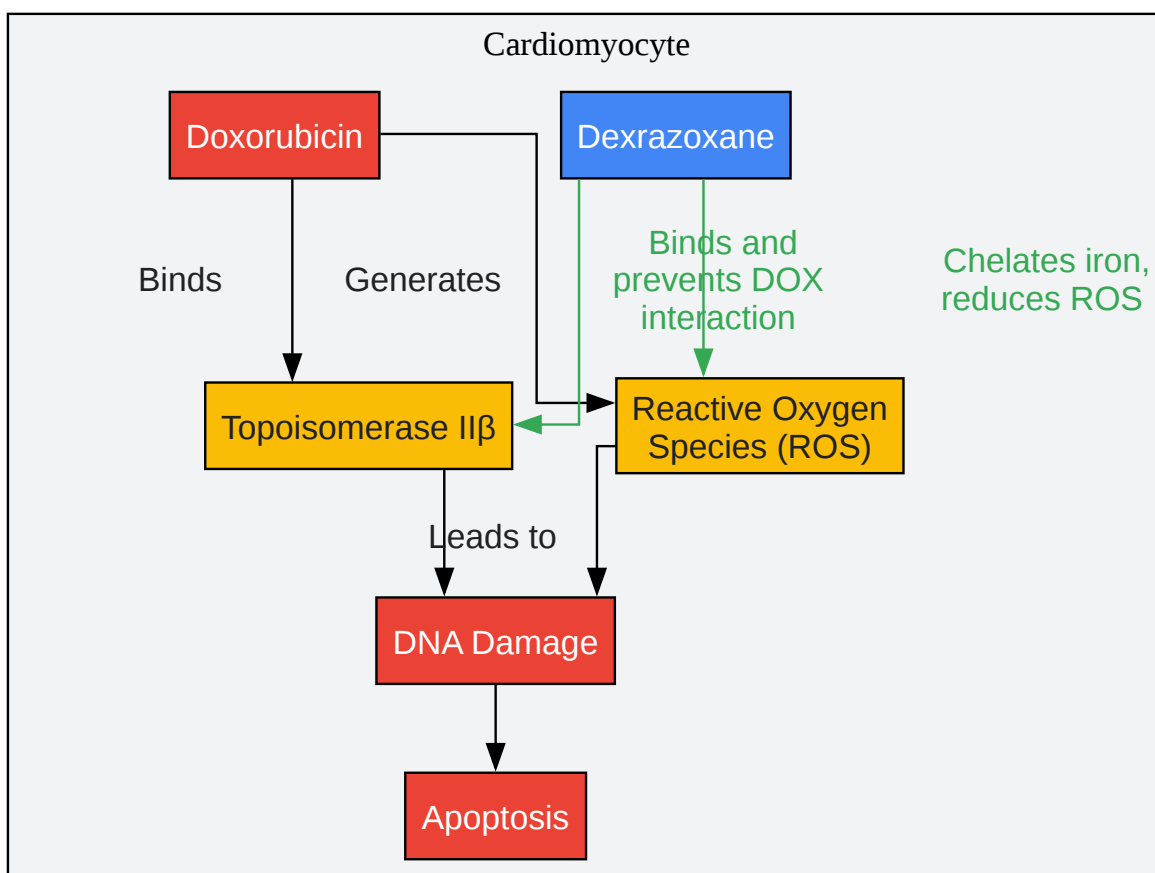 Cardiomyocyte
Doxorubicin
Dexrazoxane
Binds
Generates
Binds and
prevents DOX
interaction
Chelates iron,
reduces ROS
Topoisomerase IIβ
Reactive Oxygen
Species (ROS)
Leads to
DNA Damage
Apoptosis